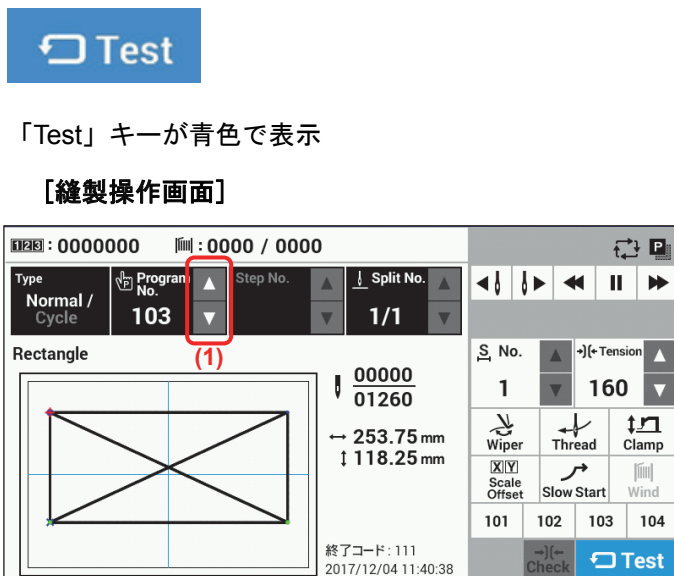 Test
「Test」キーが青色で表示
［縫製操作画面］
123 : 0000000 : 0000 / 0000
P
Type
Normal /
Cycle
Program
No.
103
Step No.
Split No.
1/1
(1)
Rectangle
00000
01260
253.75 mm
118.25 mm
終了コード: 111
2017/12/04 11:40:38
S No.
1
Tension
160
Wiper
Thread
Clamp
XY
Scale
Offset
Slow Start
Wind
101 102 103 104
Check
Test